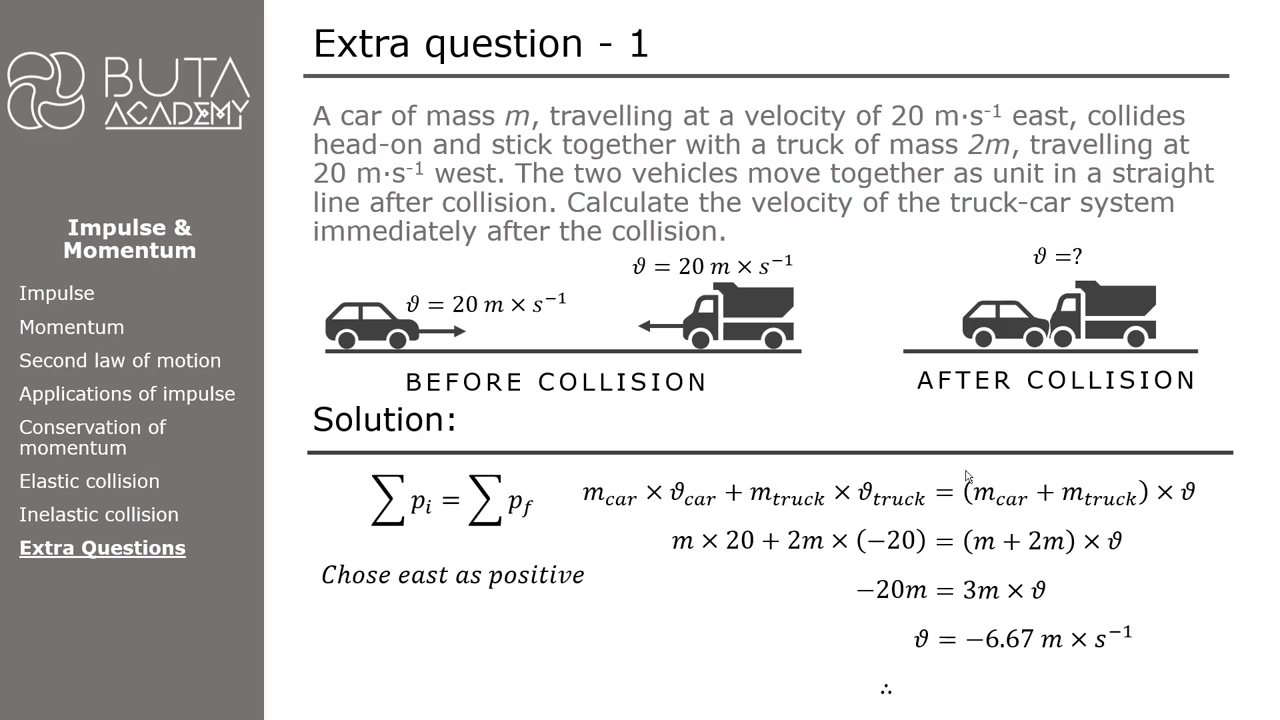 BUTA
ACADEMY
Impulse &
Momentum
Impulse
Momentum
Second law of motion
Applications of impulse
Conservation of
momentum
Elastic collision
Inelastic collision
Extra Questions
Extra question - 1
A car of mass m, travelling at a velocity of 20 m·s⁻¹ east, collides
head-on and stick together with a truck of mass 2m, travelling at
20 m·s⁻¹ west. The two vehicles move together as unit in a straight
line after collision. Calculate the velocity of the truck-car system
immediately after the collision.
ϑ = 20 m × s⁻¹
ϑ = 20 m × s⁻¹
ϑ =?
BEFORE COLLISION
AFTER COLLISION
Solution:
∑ pᵢ = ∑ p_f
Chose east as positive
m_car × ϑ_car + m_truck × ϑ_truck = (m_car + m_truck) × ϑ
m × 20 + 2m × (−20) = (m + 2m) × ϑ
−20m = 3m × ϑ
ϑ = −6.67 m × s⁻¹
∴